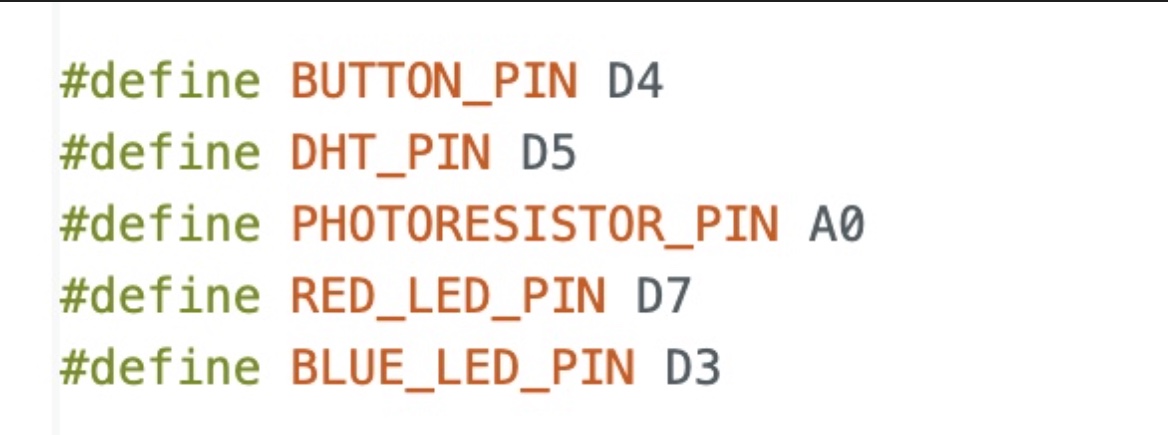 #define BUTTON_PIN D4
#define DHT_PIN D5
#define PHOTORESISTOR_PIN A0
#define RED_LED_PIN D7
#define BLUE_LED_PIN D3